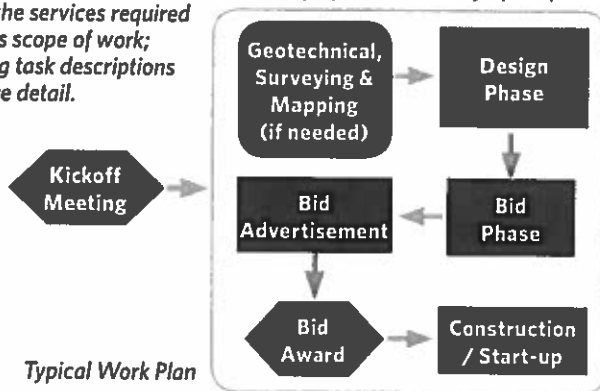 the services required
s scope of work;
g task descriptions
e detail.
Geotechnical,
Surveying &
Mapping
(if needed)
Design
Phase
Kickoff
Meeting
Bid
Advertisement
Bid
Phase
Bid
Award
Construction
/ Start-up
Typical Work Plan